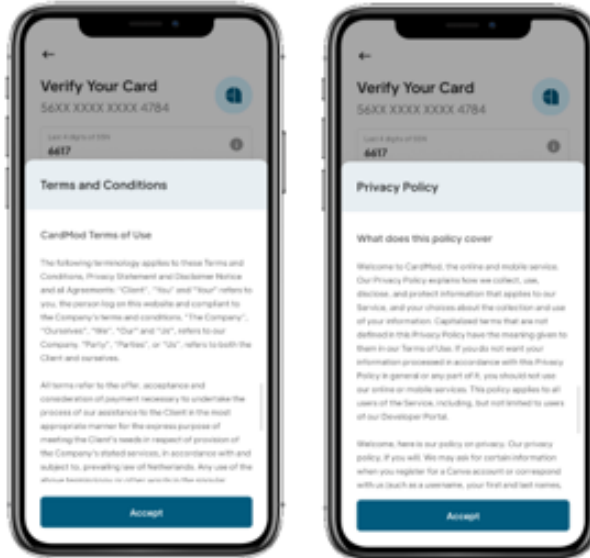 Verify Your Card
56XX XXXX XXXX 4784
Last 4 digits of SSN
6617
Terms and Conditions
CardMod Terms of Use
The following terminology applies to these Terms and
Conditions, Privacy Statement and Disclaimer Notice
and all Agreements: "Client", "You" and "Your" refers to
you, the person log on this website and compliant to
the Company's terms and conditions. "The Company",
"Ourselves", "We", "Our" and "Us", refers to our
Company. "Party", "Parties", or "Us", refers to both the
Client and ourselves.
All terms refer to the offer, acceptance and
consideration of payment necessary to undertake the
process of our assistance to the Client in the most
appropriate manner for the express purpose of
meeting the Client's needs in respect of provision of
the Company's stated services, in accordance with and
subject to, prevailing law of Netherlands. Any use of the
above terminology or other words in the singular,
Accept
Verify Your Card
56XX XXXX XXXX 4784
Last 4 digits of SSN
6617
Privacy Policy
What does this policy cover
Welcome to CardMod, the online and mobile service.
Our Privacy Policy explains how we collect, use,
disclose, and protect information that applies to our
Service, and your choices about the collection and use
of your information. Capitalized terms that are not
defined in this Privacy Policy have the meaning given to
them in our Terms of Use. If you do not want your
information processed in accordance with this Privacy
Policy in general or any part of it, you should not use
our online or mobile services. This policy applies to all
users of the Service, including, but not limited to users
of our Developer Portal.
Welcome, here is our policy on privacy. Our privacy
policy, if you will. We may ask for certain information
when you register for a Canva account or correspond
with us (such as a username, your first and last names,
Accept